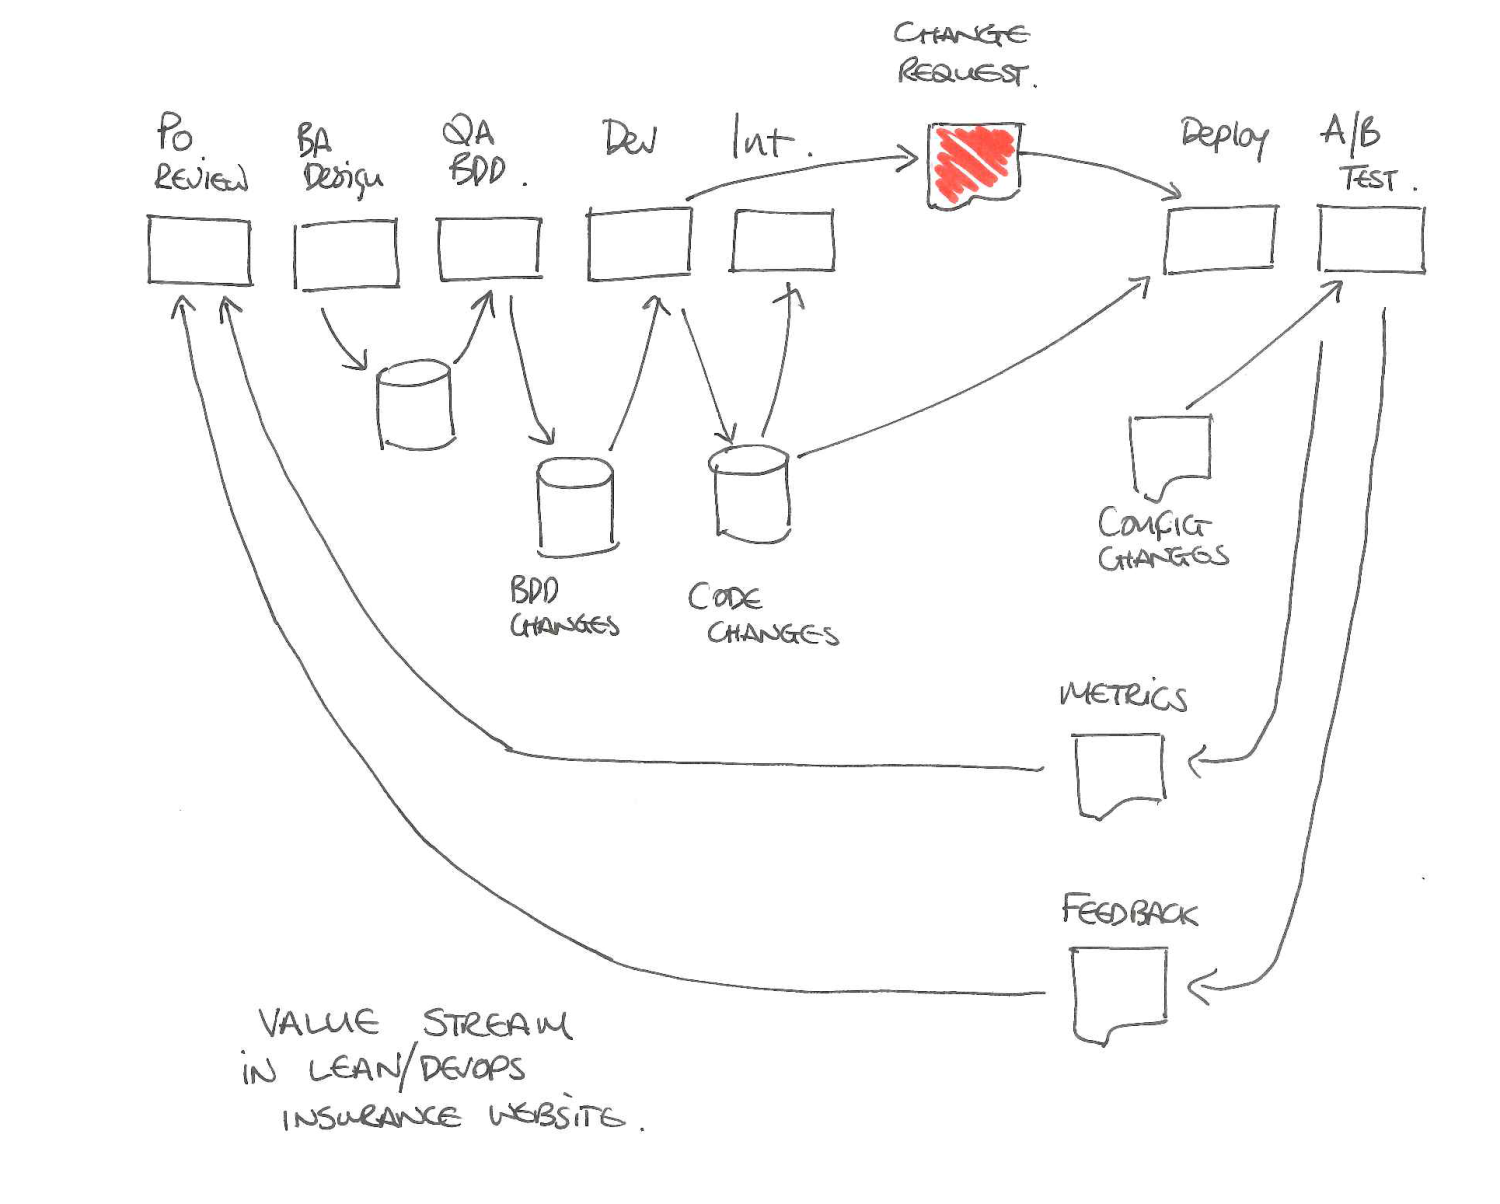 CHANGE
REQUEST.
PO
REVIEW
BA
Design
QA
BDD.
Dev
Int.
Deploy
A/B
TEST.
CONFIG
CHANGES
BDD
CHANGES
CODE
CHANGES
METRICS
FEEDBACK
VALUE STREAM
IN LEAN/DEVOPS
INSURANCE WEBSITE.